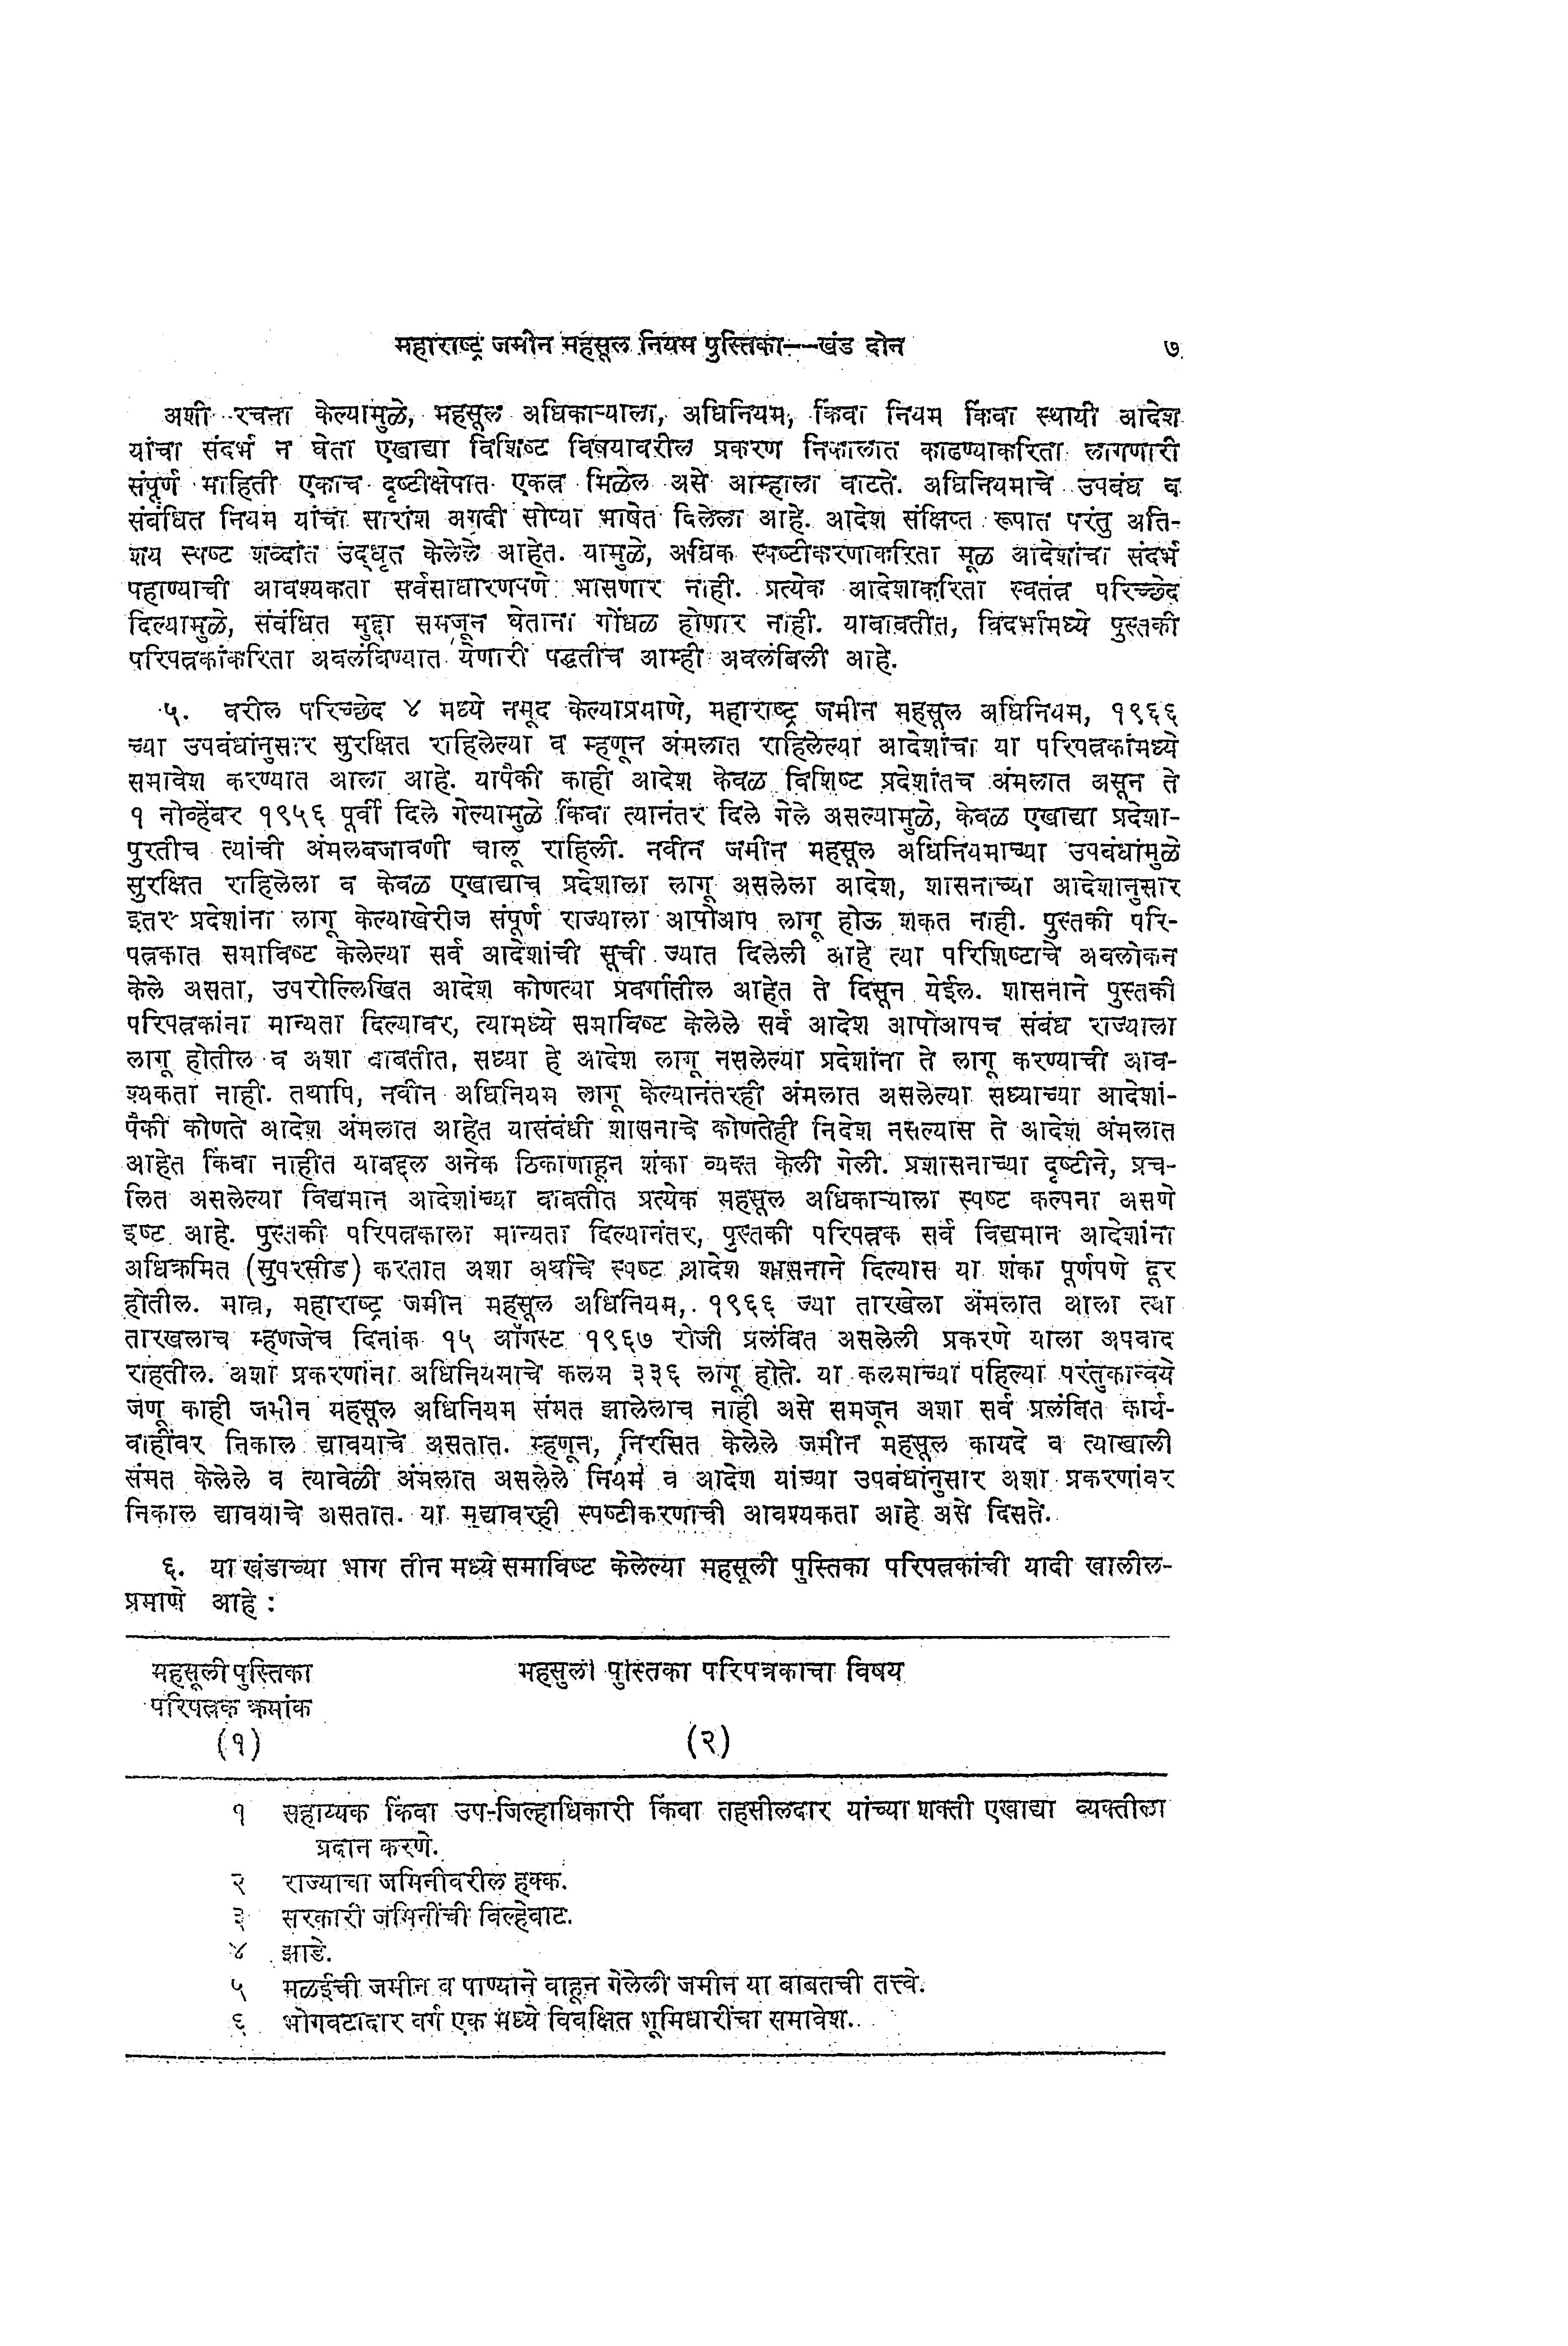 महाराष्ट्र जमीन महसूल नियम पुस्तिका——खंड दोन ७
अशी रचना केल्यामुळे, महसूल अधिकाऱ्याला, अधिनियम, किंवा नियम किंवा स्थायी आदेश
यांचा संदर्भ न घेता एखाद्या विशिष्ट विषयावरील प्रकरण निकालात काढण्याकरिता लागणारी
संपूर्ण माहिती एकाच दृष्टीक्षेपात एकत्र मिळेल असे आम्हाला वाटते. अधिनियमाचे उपबंध व
संबंधित नियम यांचा सारांश अगदी सोप्या भाषेत दिलेला आहे. आदेश संक्षिप्त रूपात परंतु अति-
शय स्पष्ट शब्दांत उद्धृत केलेले आहेत. यामुळे, अधिक स्पष्टीकरणाकरिता मूळ आदेशांचा संदर्भ
पहाण्याची आवश्यकता सर्वसाधारणपणे भासणार नाही. प्रत्येक आदेशाकरिता स्वतंत्र परिच्छेद
दिल्यामुळे, संबंधित मुद्दा समजून घेताना गोंधळ होणार नाही. याबाबतीत, विदर्भामध्ये पुस्तकी
परिपत्रकांकरिता अवलंबिण्यात येणारी पद्धतीच आम्ही अवलंबिली आहे.
५. वरील परिच्छेद ४ मध्ये नमूद केल्याप्रमाणे, महाराष्ट्र जमीन महसूल अधिनियम, १९६६
च्या उपबंधांनुसार सुरक्षित राहिलेल्या व म्हणून अंमलात राहिलेल्या आदेशांचा या परिपत्रकांमध्ये
समावेश करण्यात आला आहे. यापैकी काही आदेश केवळ विशिष्ट प्रदेशांतच अंमलात असून ते
१ नोव्हेंबर १९५६ पूर्वी दिले गेल्यामुळे किंवा त्यानंतर दिले गेले असल्यामुळे, केवळ एखाद्या प्रदेशा-
पुरतीच त्यांची अंमलबजावणी चालू राहिली. नवीन जमीन महसूल अधिनियमाच्या उपबंधांमुळे
सुरक्षित राहिलेला व केवळ एखाद्याच प्रदेशाला लागू असलेला आदेश, शासनाच्या आदेशानुसार
इतर प्रदेशांना लागू केल्याखेरीज संपूर्ण राज्याला आपोआप लागू होऊ शकत नाही. पुस्तकी परि-
पत्रकात समाविष्ट केलेल्या सर्व आदेशांची सूची ज्यात दिलेली आहे त्या परिशिष्टाचे अवलोकन
केले असता, उपरोल्लिखित आदेश कोणत्या प्रवर्गातील आहेत ते दिसून येईल. शासनाने पुस्तकी
परिपत्रकांना मान्यता दिल्यावर, त्यामध्ये समाविष्ट केलेले सर्व आदेश आपोआपच संबंध राज्याला
लागू होतील व अशा बाबतीत, सध्या हे आदेश लागू नसलेल्या प्रदेशांना ते लागू करण्याची आव-
श्यकता नाही. तथापि, नवीन अधिनियम लागू केल्यानंतरही अंमलात असलेल्या सध्याच्या आदेशां-
पैकी कोणते आदेश अंमलात आहेत यासंबंधी शासनाचे कोणतेही निदेश नसल्यास ते आदेश अंमलात
आहेत किंवा नाहीत याबद्दल अनेक ठिकाणाहून शंका व्यक्त केली गेली. प्रशासनाच्या दृष्टीने, प्रच-
लित असलेल्या विद्यमान आदेशांच्या बाबतीत प्रत्येक महसूल अधिकाऱ्याला स्पष्ट कल्पना असणे
इष्ट आहे. पुस्तकी परिपत्रकाला मान्यता दिल्यानंतर, पुस्तकी परिपत्रक सर्व विद्यमान आदेशांना
अधिक्रमित (सुपरसीड) करतात अशा अर्थाचे स्पष्ट आदेश शासनाने दिल्यास या शंका पूर्णपणे दूर
होतील. मात्र, महाराष्ट्र जमीन महसूल अधिनियम, १९६६ ज्या तारखेला अंमलात आला त्या
तारखलाच म्हणजेच दिनांक १५ ऑगस्ट १९६७ रोजी प्रलंबित असलेली प्रकरणे याला अपवाद
राहतील. अशा प्रकरणांना अधिनियमाचे कलम ३३६ लागू होते. या कलमाच्या पहिल्या परंतुकान्वये
जणू काही जमीन महसूल अधिनियम संमत झालेलाच नाही असे समजून अशा सर्व प्रलंबित कार्य-
वाहींवर निकाल द्यावयाचे असतात. म्हणून, निरसित केलेले जमीन महसूल कायदे व त्याखाली
संमत केलेले व त्यावेळी अंमलात असलेले नियम व आदेश यांच्या उपबंधांनुसार अशा प्रकरणांवर
निकाल द्यावयाचे असतात. या मुद्यावरही स्पष्टीकरणाची आवश्यकता आहे असे दिसते.
६. या खंडाच्या भाग तीन मध्ये समाविष्ट केलेल्या महसूली पुस्तिका परिपत्रकांची यादी खालील-
प्रमाणे आहे :
महसूली पुस्तिका महसुली पुस्तिका परिपत्रकाचा विषय
परिपत्रक क्रमांक
(१) (२)
१ सहाय्यक किंवा उप-जिल्हाधिकारी किंवा तहसीलदार यांच्या शक्ती एखाद्या व्यक्तीला
प्रदान करणे.
२ राज्याचा जमिनीवरील हक्क.
३ सरकारी जमिनींची विल्हेवाट.
४ झाडे.
५ मळईची जमीन व पाण्याने वाहून गेलेली जमीन या बाबतची तत्त्वे.
६ भोगवटादार वर्ग एक मध्ये विवक्षित भूमिधारींचा समावेश.